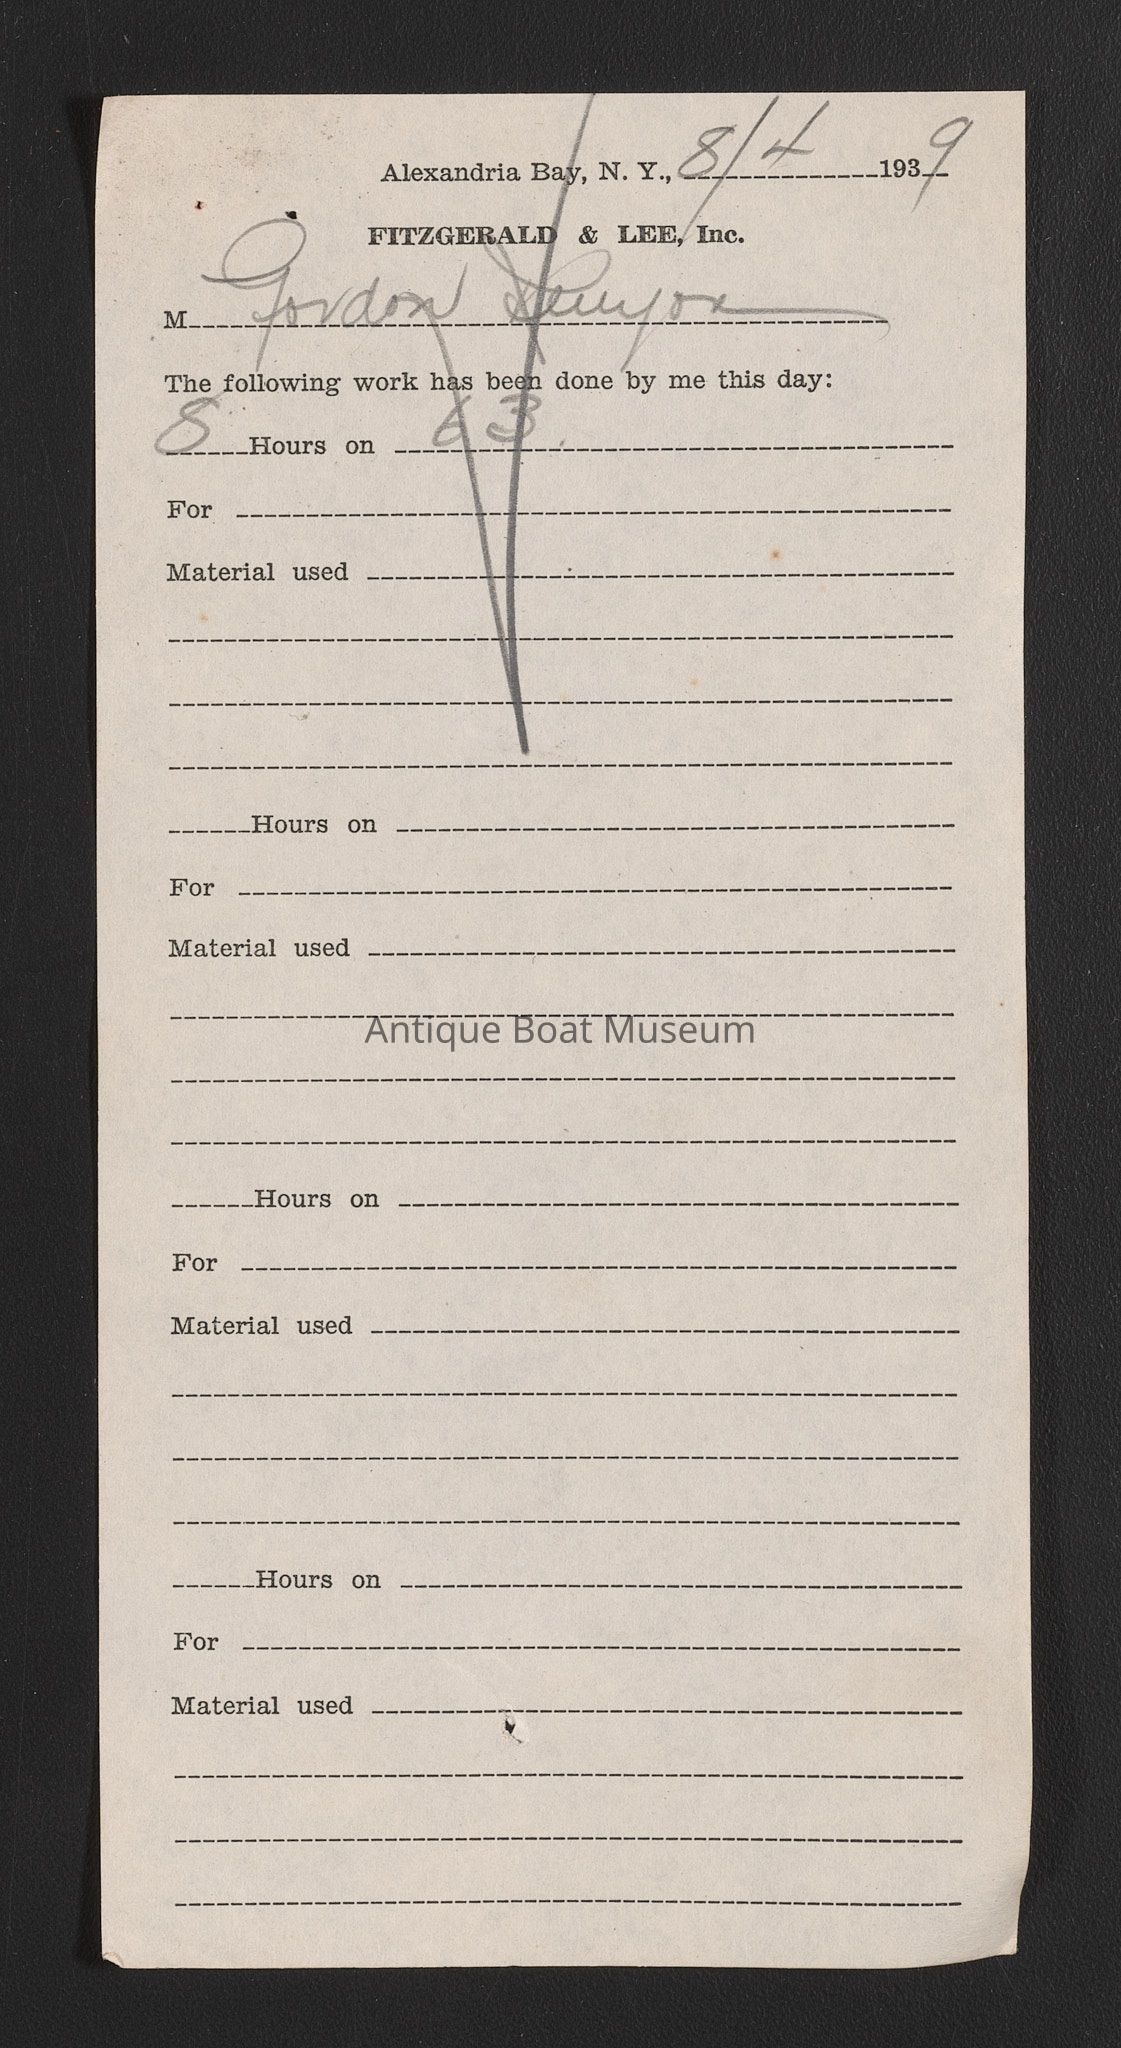 Alexandria Bay, N. Y., 8/4 1939
FITZGERALD & LEE, Inc.
M Gordon Kenyon
The following work has been done by me this day:
8 Hours on 63.
For
Material used
Hours on
For
Material used
Antique Boat Museum
Hours on
For
Material used
Hours on
For
Material used